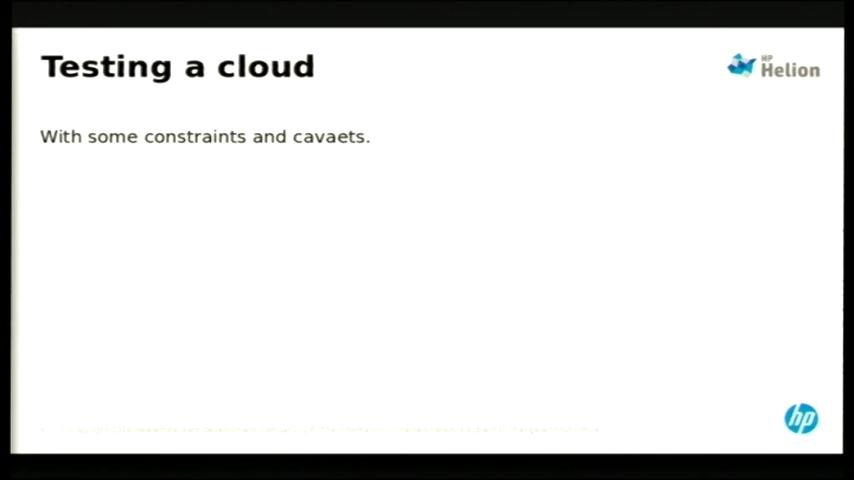 Testing a cloud
HP
Helion
With some constraints and cavaets.
hp